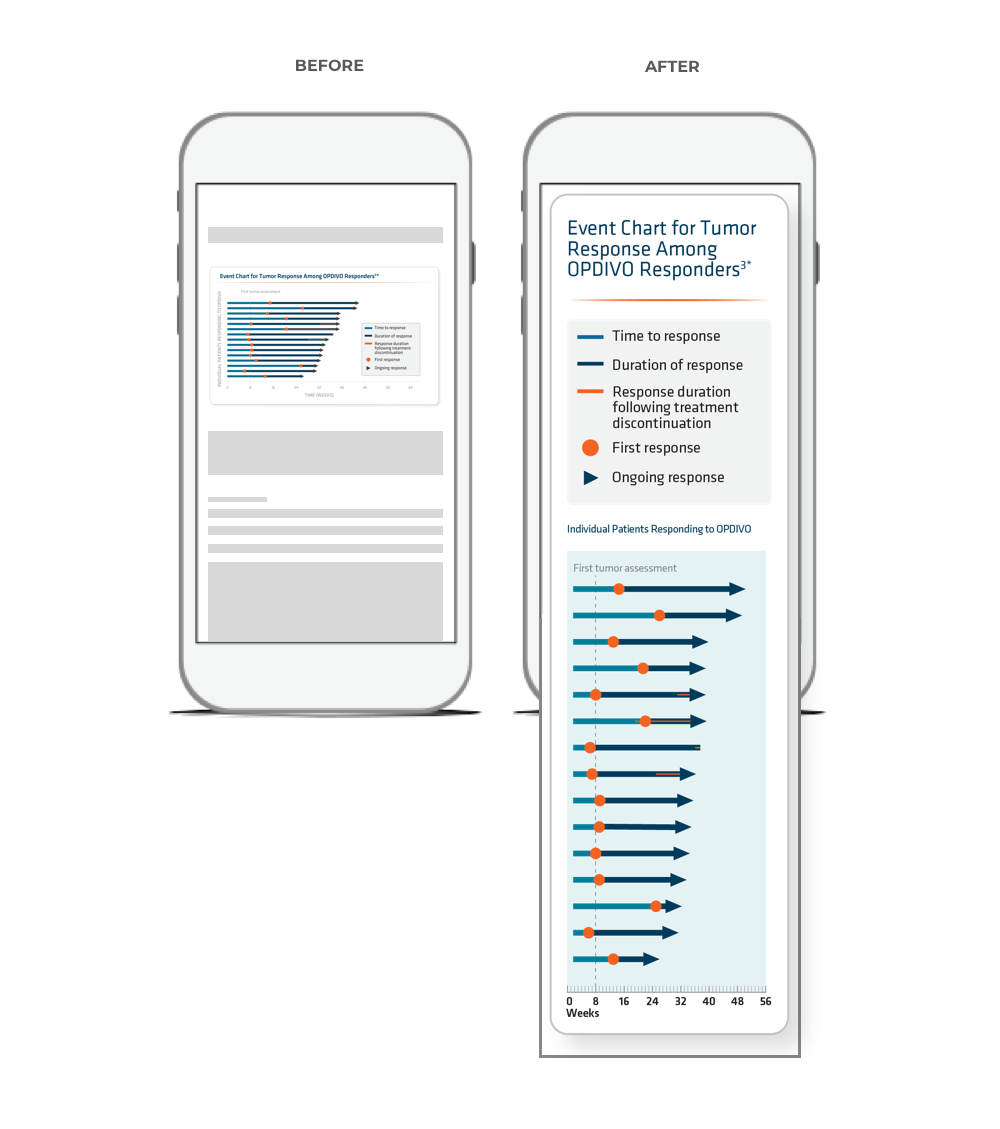 BEFORE
AFTER
Event Chart for Tumor Response Among OPDIVO Responders³*
First tumor assessment
INDIVIDUAL PATIENTS RESPONDING TO OPDIVO
Time to response
Duration of response
Response duration
following treatment
discontinuation
First response
Ongoing response
0 8 16 24 32 40 48 56 64
TIME (WEEKS)
Event Chart for Tumor
Response Among
OPDIVO Responders³*
Time to response
Duration of response
Response duration
following treatment
discontinuation
First response
Ongoing response
Individual Patients Responding to OPDIVO
First tumor assessment
0 8 16 24 32 40 48 56
Weeks